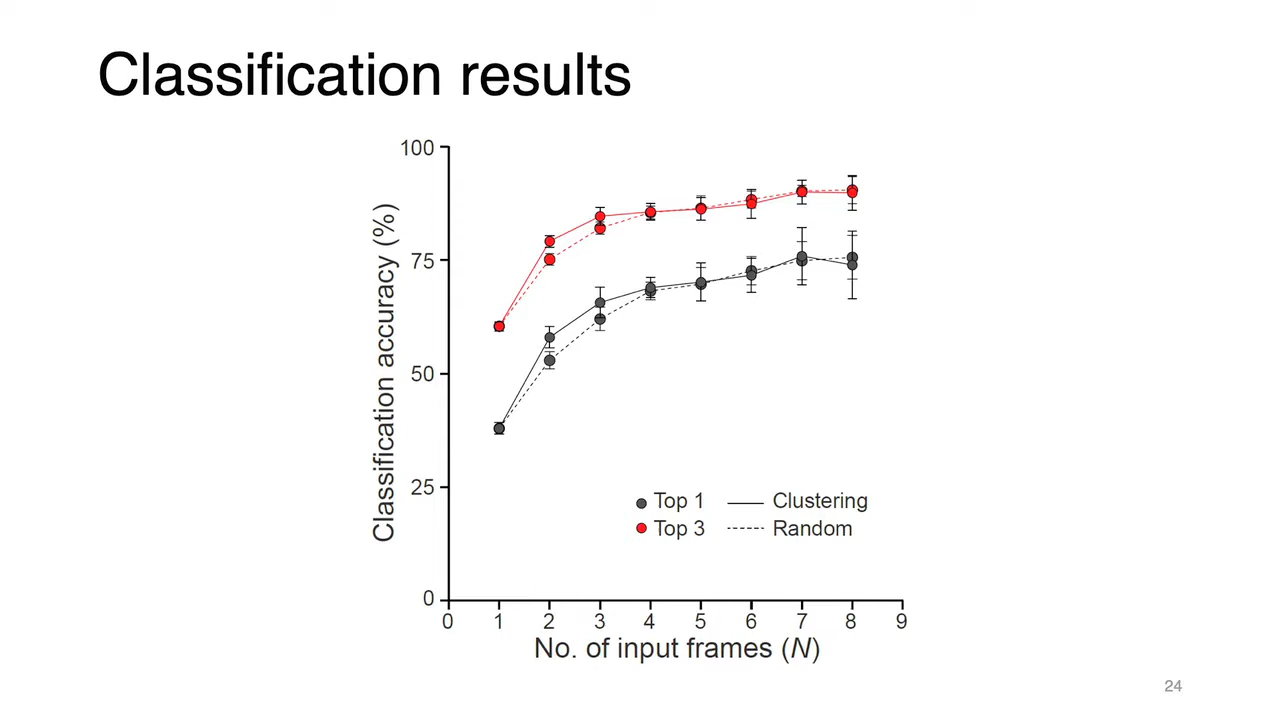 Classification results
Classification accuracy (%)
100
75
50
25
0
Top 1 Clustering
Top 3 Random
0 1 2 3 4 5 6 7 8 9
No. of input frames (N)
24